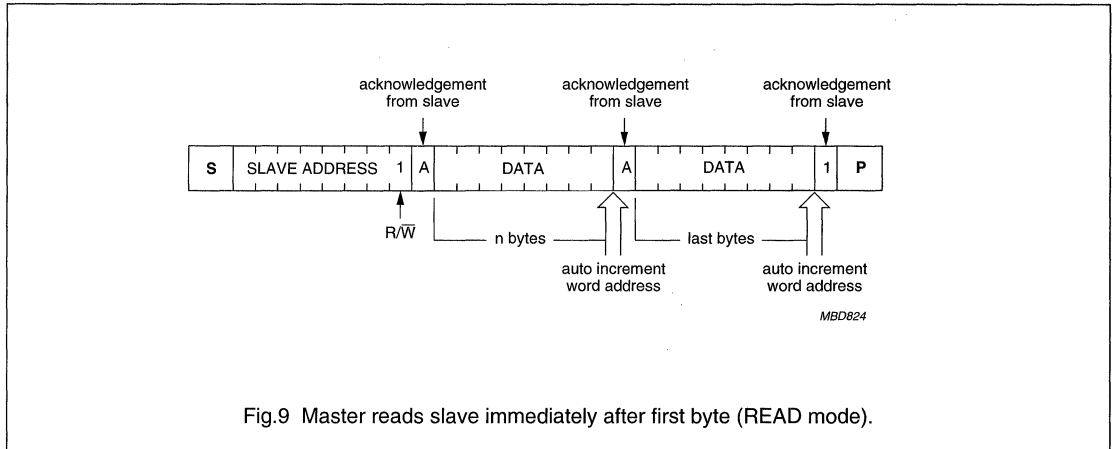 acknowledgement acknowledgement acknowledgement
from slave from slave from slave
S SLAVE ADDRESS 1 A DATA A DATA 1 P
R/W̅ n bytes last bytes
auto increment auto increment
word address word address
MBD824
Fig.9 Master reads slave immediately after first byte (READ mode).